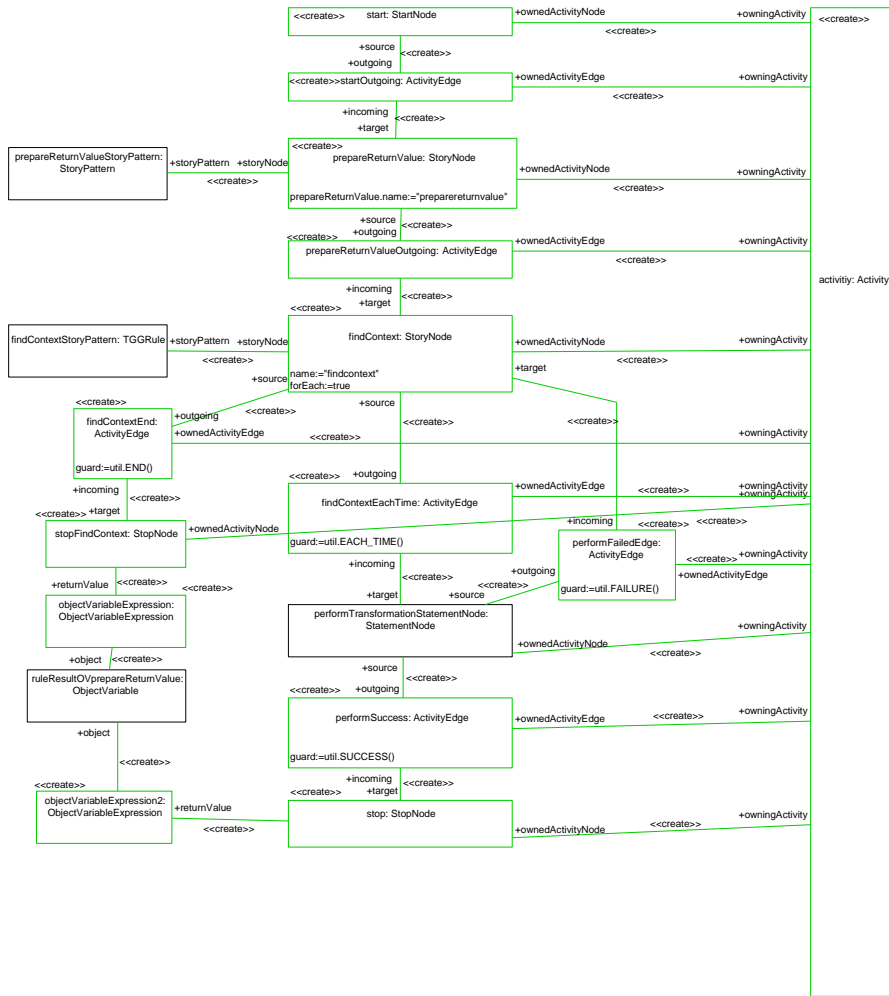 <<create>>
start: StartNode
+ownedActivityNode
+owningActivity
<<create>>
<<create>>
+source
<<create>>
+outgoing
<<create>>startOutgoing: ActivityEdge
+ownedActivityEdge
+owningActivity
<<create>>
+incoming
<<create>>
+target
<<create>>
prepareReturnValueStoryPattern:
StoryPattern
+storyPattern
+storyNode
<<create>>
prepareReturnValue: StoryNode
prepareReturnValue.name:="preparereturnvalue"
+ownedActivityNode
+owningActivity
<<create>>
+source
<<create>>
+outgoing
<<create>>
prepareReturnValueOutgoing: ActivityEdge
+ownedActivityEdge
+owningActivity
<<create>>
activitiy: Activity
+incoming
<<create>>
+target
<<create>>
findContextStoryPattern: TGGRule
+storyPattern
+storyNode
<<create>>
findContext: StoryNode
name:="findcontext"
forEach:=true
+ownedActivityNode
+owningActivity
<<create>>
+target
+source
<<create>>
+source
<<create>>
<<create>>
<<create>>
+outgoing
findContextEnd:
ActivityEdge
guard:=util.END()
+ownedActivityEdge
<<create>>
+owningActivity
+outgoing
<<create>>
+incoming
<<create>>
+target
<<create>>
findContextEachTime: ActivityEdge
guard:=util.EACH_TIME()
+ownedActivityEdge
<<create>>
+owningActivity
+owningActivity
stopFindContext: StopNode
+ownedActivityNode
<<create>>
+incoming
<<create>>
performFailedEdge:
ActivityEdge
guard:=util.FAILURE()
<<create>>
+owningActivity
+ownedActivityEdge
+returnValue
<<create>>
<<create>>
objectVariableExpression:
ObjectVariableExpression
+incoming
<<create>>
+target
+outgoing
<<create>>
+source
performTransformationStatementNode:
StatementNode
+ownedActivityNode
+owningActivity
<<create>>
+object
<<create>>
ruleResultOVprepareReturnValue:
ObjectVariable
+source
<<create>>
+outgoing
<<create>>
performSuccess: ActivityEdge
guard:=util.SUCCESS()
+ownedActivityEdge
<<create>>
+owningActivity
+object
<<create>>
<<create>>
objectVariableExpression2:
ObjectVariableExpression
+returnValue
<<create>>
+incoming
<<create>>
+target
<<create>>
stop: StopNode
+ownedActivityNode
<<create>>
+owningActivity